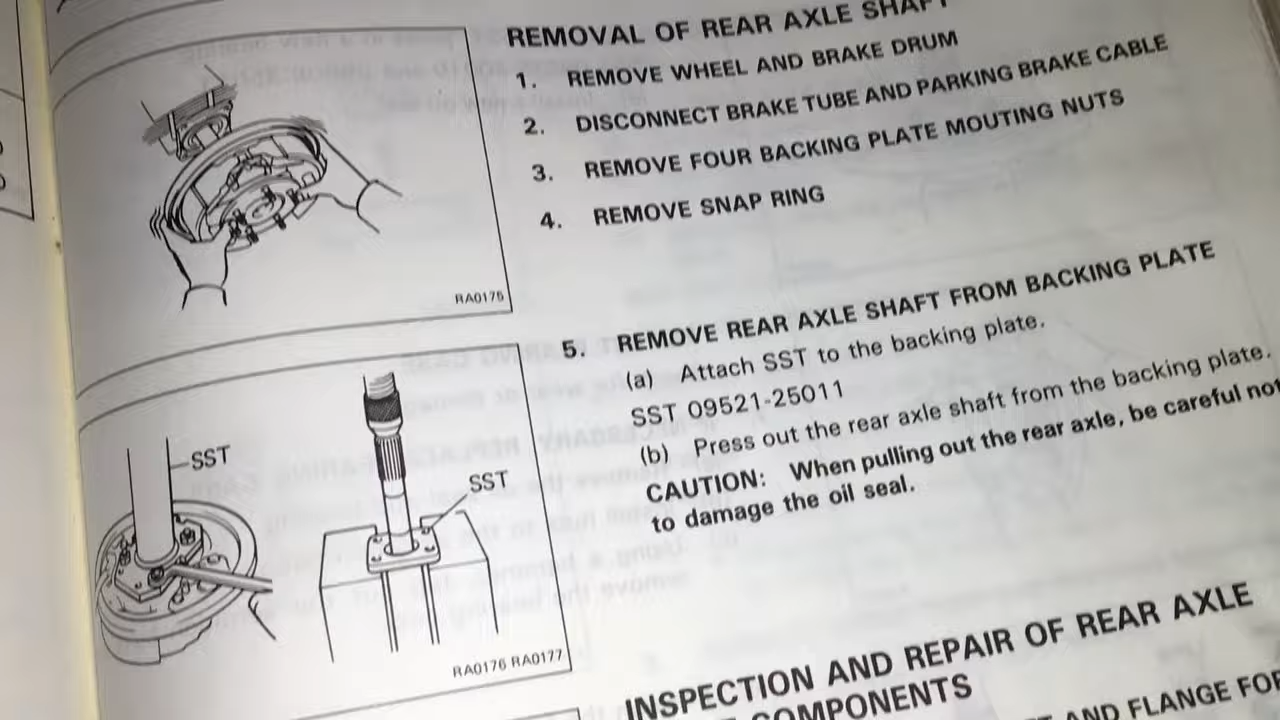 REMOVAL OF REAR AXLE SHAFT
1. REMOVE WHEEL AND BRAKE DRUM
2. DISCONNECT BRAKE TUBE AND PARKING BRAKE CABLE
3. REMOVE FOUR BACKING PLATE MOUTING NUTS
4. REMOVE SNAP RING
RA0175
5. REMOVE REAR AXLE SHAFT FROM BACKING PLATE
(a) Attach SST to the backing plate.
SST 09521-25011
(b) Press out the rear axle shaft from the backing plate.
CAUTION: When pulling out the rear axle, be careful not
to damage the oil seal.
SST
SST
RA0176 RA0177
INSPECTION AND REPAIR OF REAR AXLE
COMPONENTS
AND FLANGE FOR